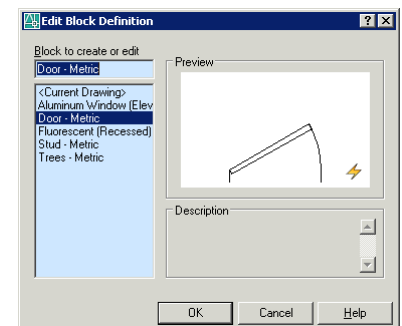 Edit Block Definition
Block to create or edit
Door - Metric
<Current Drawing>
Aluminum Window (Elev
Door - Metric
Fluorescent (Recessed)
Stud - Metric
Trees - Metric
Preview
Description
OK
Cancel
Help